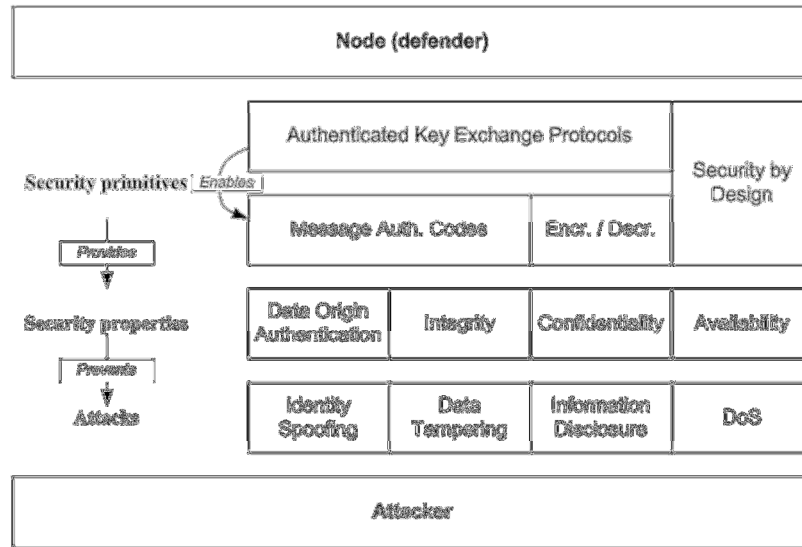 Node (defender)
Authenticated Key Exchange Protocols
Security by
Design
Security primitives
Enables
Message Auth. Codes
Encr. / Decr.
Provides
Security properties
Data Origin
Authentication
Integrity
Confidentiality
Availability
Prevents
Attacks
Identity
Spoofing
Data
Tampering
Information
Disclosure
DoS
Attacker